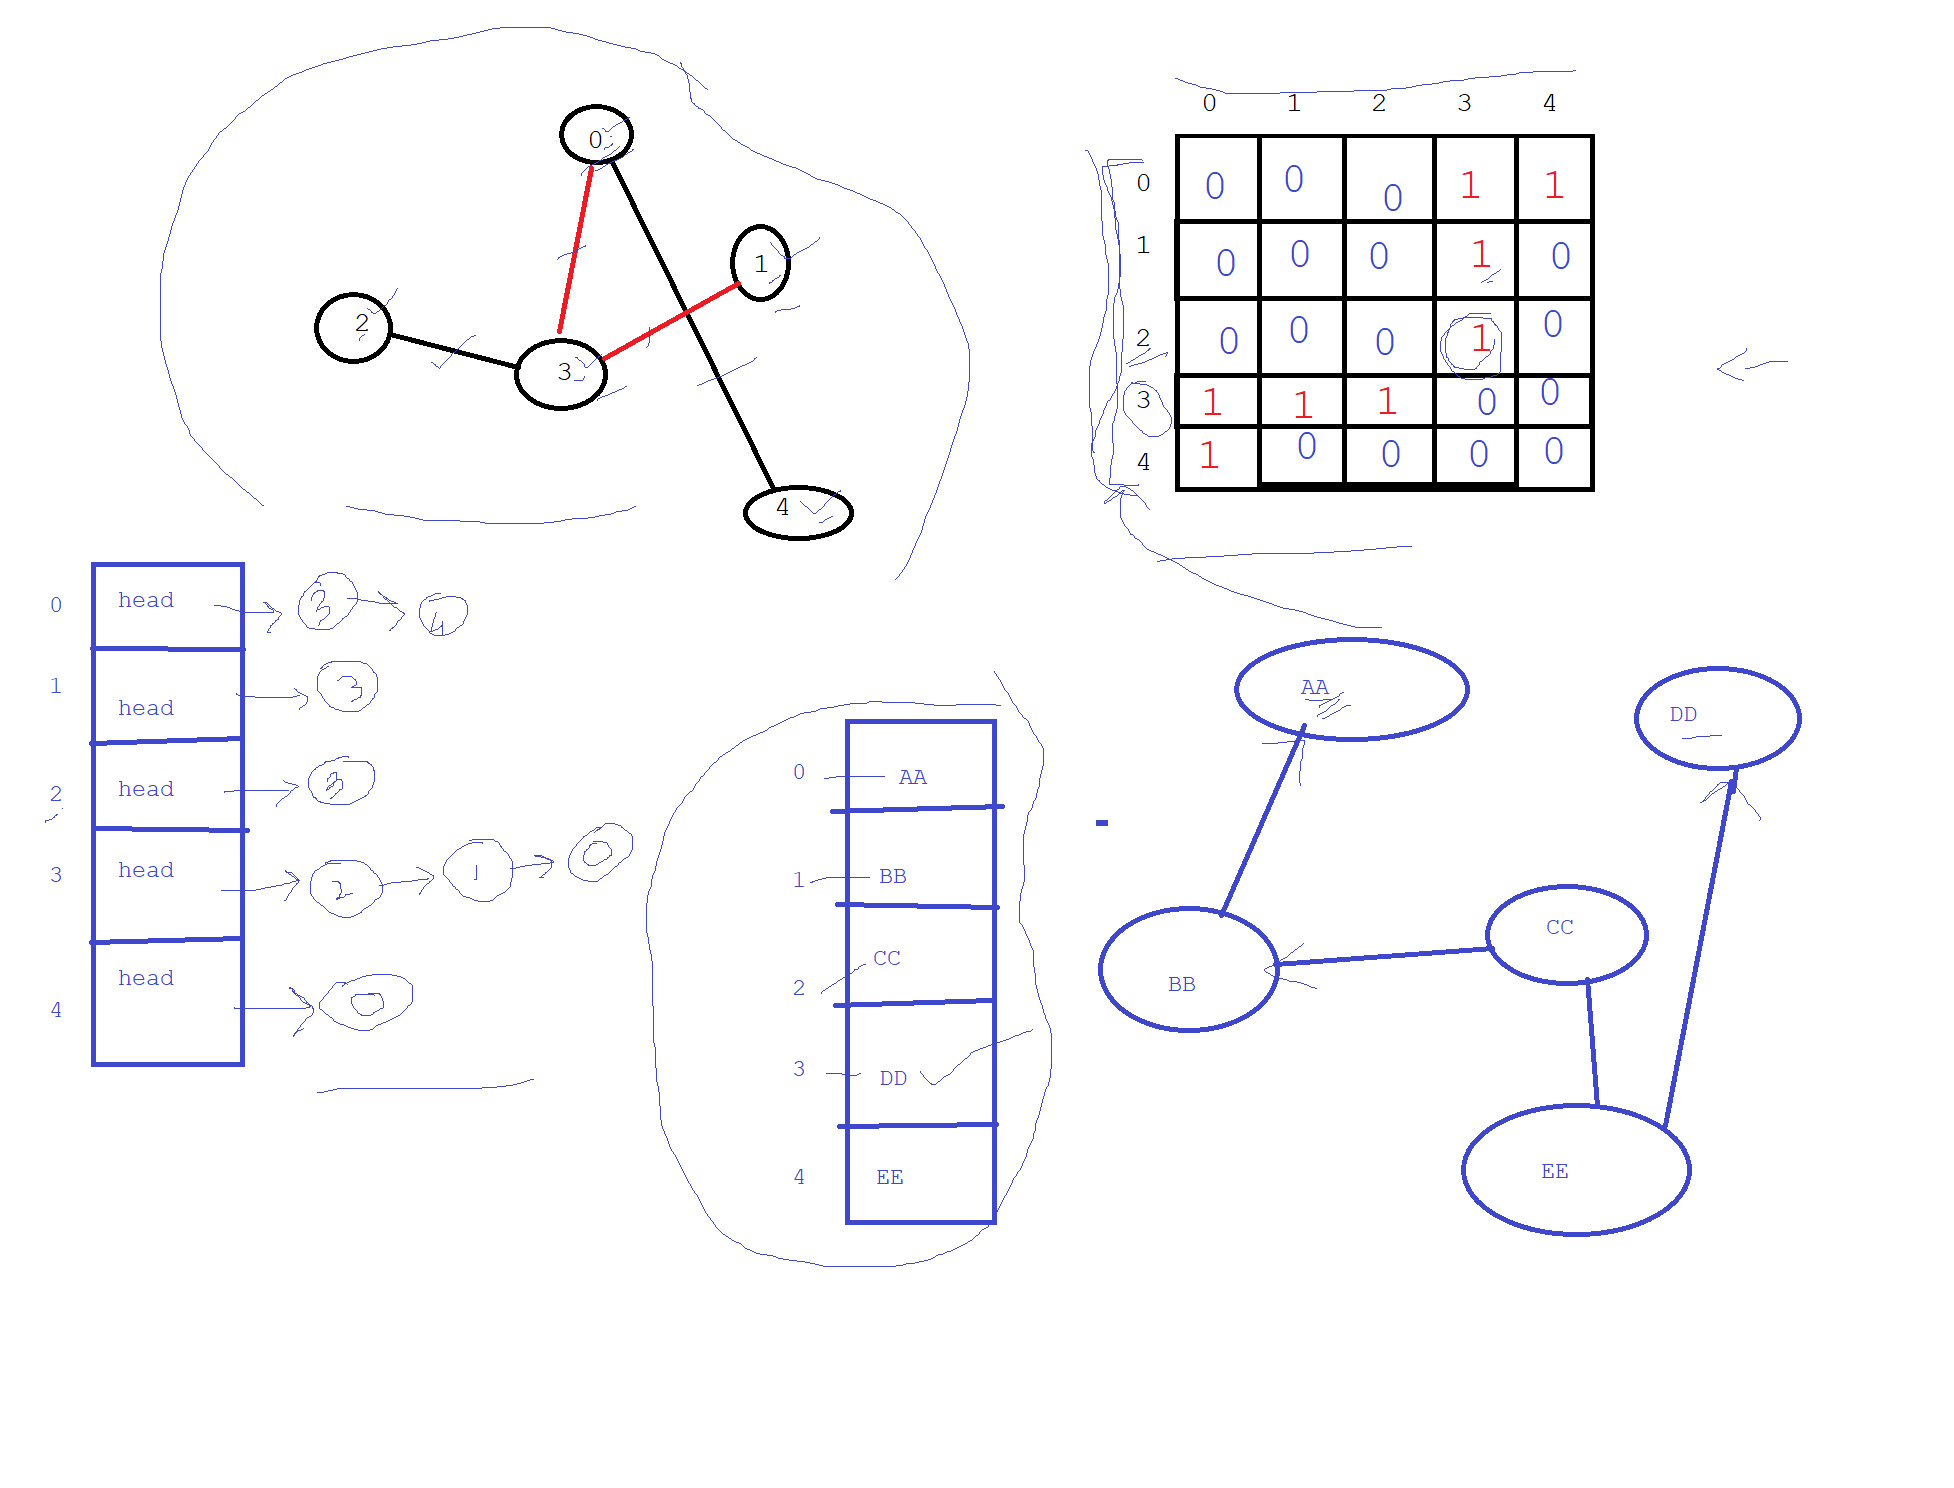 0
1
2
3
4
0 1 2 3 4
0 0 0 0 1 1
1 0 0 0 1 0
2 0 0 0 1 0
3 1 1 1 0 0
4 1 0 0 0 0
0 head 3 4
1 head 3
2 head 3
3 head 2 1 0
4 head 0
0 AA
1 BB
2 CC
3 DD
4 EE
AA
DD
CC
BB
EE